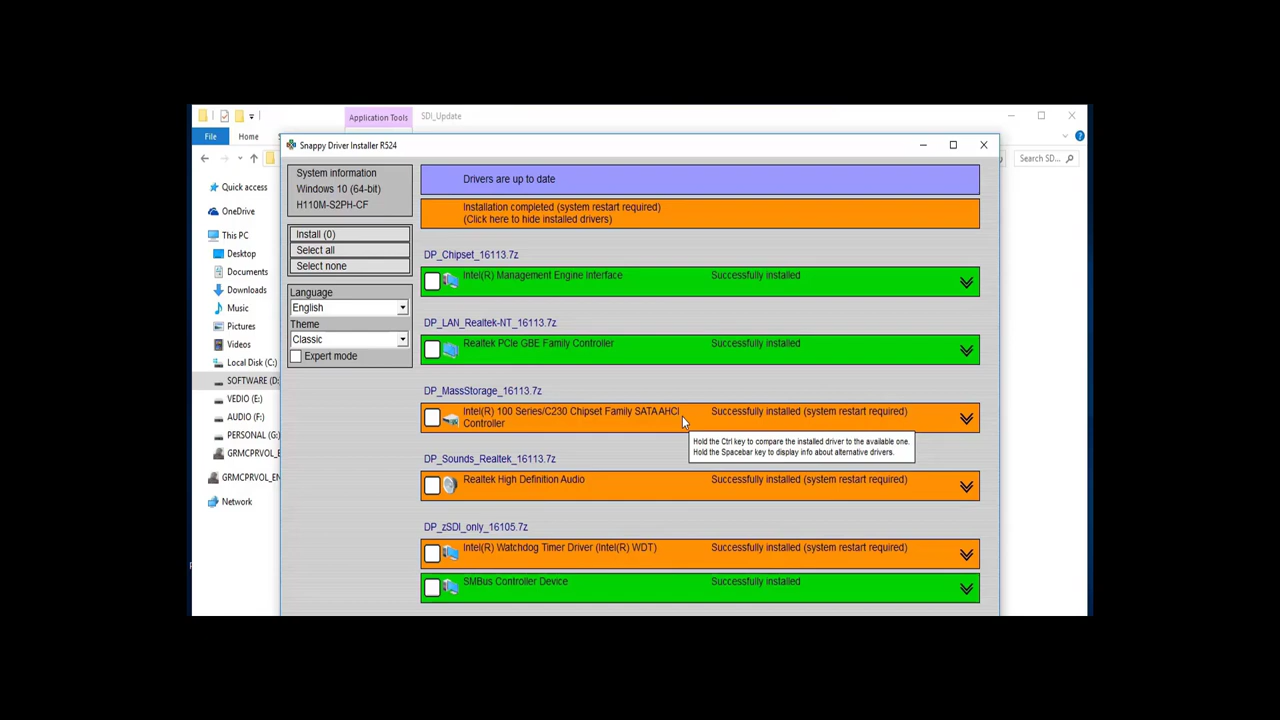 Application Tools
SDI_Update
File
Home
Search SD...
Quick access
OneDrive
This PC
Desktop
Documents
Downloads
Music
Pictures
Videos
Local Disk (C:)
SOFTWARE (D:
VEDIO (E:)
AUDIO (F:)
PERSONAL (G:)
GRMCPRVOL_E
GRMCPRVOL_EN
Network
Snappy Driver Installer R524
System information
Windows 10 (64-bit)
H110M-S2PH-CF
Install (0)
Select all
Select none
Language
English
Theme
Classic
Expert mode
Drivers are up to date
Installation completed (system restart required)
(Click here to hide installed drivers)
DP_Chipset_16113.7z
Intel(R) Management Engine Interface Successfully installed
DP_LAN_Realtek-NT_16113.7z
Realtek PCIe GBE Family Controller Successfully installed
DP_MassStorage_16113.7z
Intel(R) 100 Series/C230 Chipset Family SATA AHCI Successfully installed (system restart required)
Controller
Hold the Ctrl key to compare the installed driver to the available one.
Hold the Spacebar key to display info about alternative drivers.
DP_Sounds_Realtek_16113.7z
Realtek High Definition Audio Successfully installed (system restart required)
DP_zSDI_only_16105.7z
Intel(R) Watchdog Timer Driver (Intel(R) WDT) Successfully installed (system restart required)
SMBus Controller Device Successfully installed